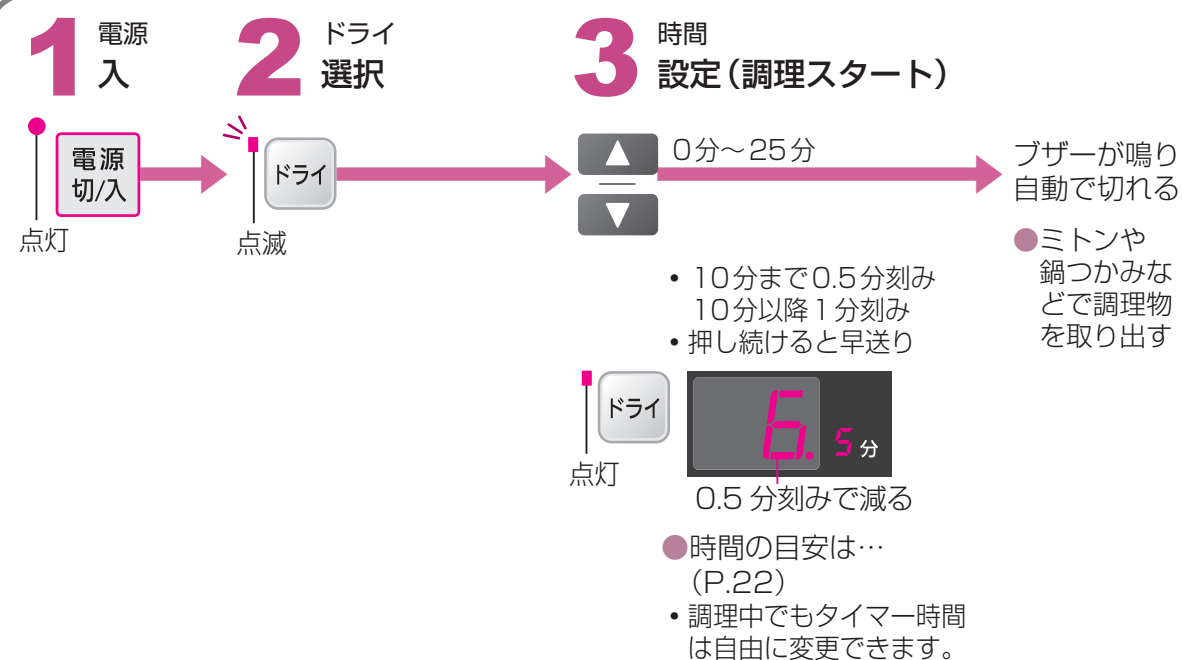 1 電源
入
2 ドライ
選択
3 時間
設定（調理スタート）
電源
切/入
点灯
ドライ
点滅
▲
▼
0分～25分
• 10分まで0.5分刻み
10分以降1分刻み
• 押し続けると早送り
ドライ
点灯
6.5分
0.5分刻みで減る
●時間の目安は…
（P.22）
• 調理中でもタイマー時間
は自由に変更できます。
ブザーが鳴り
自動で切れる
●ミトンや
鍋つかみな
どで調理物
を取り出す